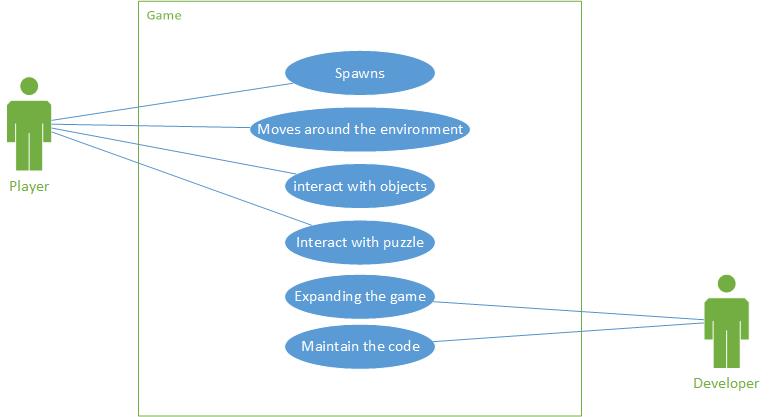 Game
Spawns
Moves around the environment
interact with objects
Player
Interact with puzzle
Expanding the game
Maintain the code
Developer